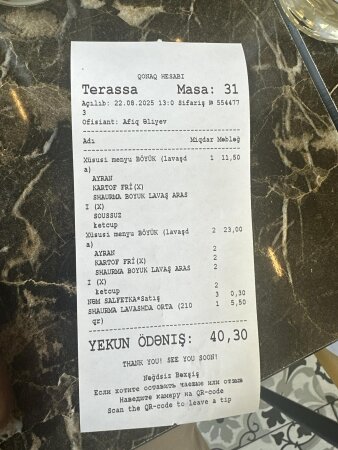 QONAQ HESABI
Terassa Masa: 31
Açılıb: 22.08.2025 13:0 Sifariş № 554477
3
Ofisiant: Afiq Əliyev
Adı Miqdar Məbləğ
Xüsusi menyu BÖYÜK (lavaşd 1 11,50
a)
AYRAN
KARTOF FRİ(X)
SHAURMA BOYUK LAVAŞ ARAS
I (X)
SOUSSUZ
ketcup
Xüsusi menyu BÖYÜK (lavaşd 2 23,00
a)
AYRAN 2
KARTOF FRİ(X) 2
SHAURMA BOYUK LAVAŞ ARAS 2
I (X)
ketcup 2
NƏM SALFETKA*Satış 3 0,30
SHAURMA LAVASHDA ORTA (210 1 5,50
qr)
YEKUN ÖDƏNİŞ: 40,30
THANK YOU! SEE YOU SOON!
Nəğdsiz Bəxşiş
Если хотите оставить чаевые или отзыв
Наведите камеру на QR-code
Scan the QR-code to leave a tip